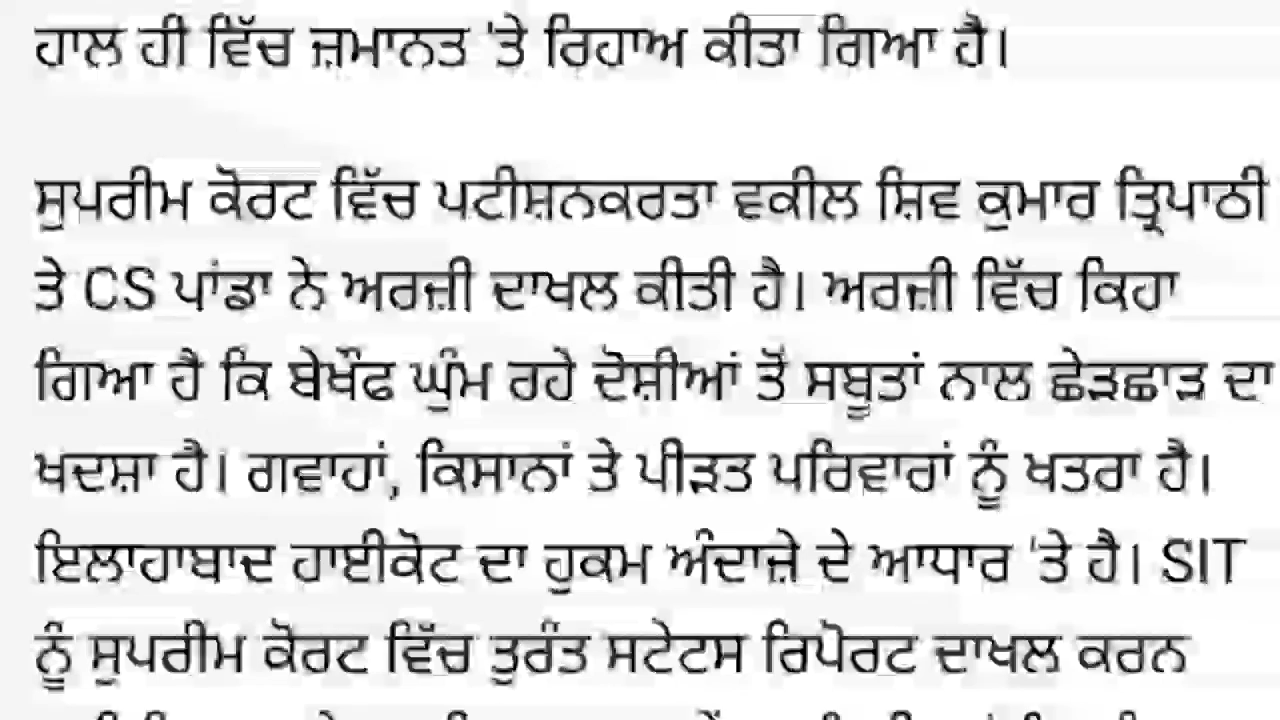 ਹਾਲ ਹੀ ਵਿੱਚ ਜ਼ਮਾਨਤ 'ਤੇ ਰਿਹਾਅ ਕੀਤਾ ਗਿਆ ਹੈ।
ਸੁਪਰੀਮ ਕੋਰਟ ਵਿੱਚ ਪਟੀਸ਼ਨਕਰਤਾ ਵਕੀਲ ਸ਼ਿਵ ਕੁਮਾਰ ਤ੍ਰਿਪਾਠੀ
ਤੇ CS ਪਾਂਡਾ ਨੇ ਅਰਜ਼ੀ ਦਾਖਲ ਕੀਤੀ ਹੈ। ਅਰਜ਼ੀ ਵਿੱਚ ਕਿਹਾ
ਗਿਆ ਹੈ ਕਿ ਬੇਖੌਫ ਘੁੰਮ ਰਹੇ ਦੋਸ਼ੀਆਂ ਤੋਂ ਸਬੂਤਾਂ ਨਾਲ ਛੇੜਛਾੜ ਦਾ
ਖਦਸ਼ਾ ਹੈ। ਗਵਾਹਾਂ, ਕਿਸਾਨਾਂ ਤੇ ਪੀੜਤ ਪਰਿਵਾਰਾਂ ਨੂੰ ਖਤਰਾ ਹੈ।
ਇਲਾਹਾਬਾਦ ਹਾਈਕੋਟ ਦਾ ਹੁਕਮ ਅੰਦਾਜ਼ੇ ਦੇ ਆਧਾਰ 'ਤੇ ਹੈ। SIT
ਨੂੰ ਸੁਪਰੀਮ ਕੋਰਟ ਵਿੱਚ ਤੁਰੰਤ ਸਟੇਟਸ ਰਿਪੋਰਟ ਦਾਖਲ ਕਰਨ